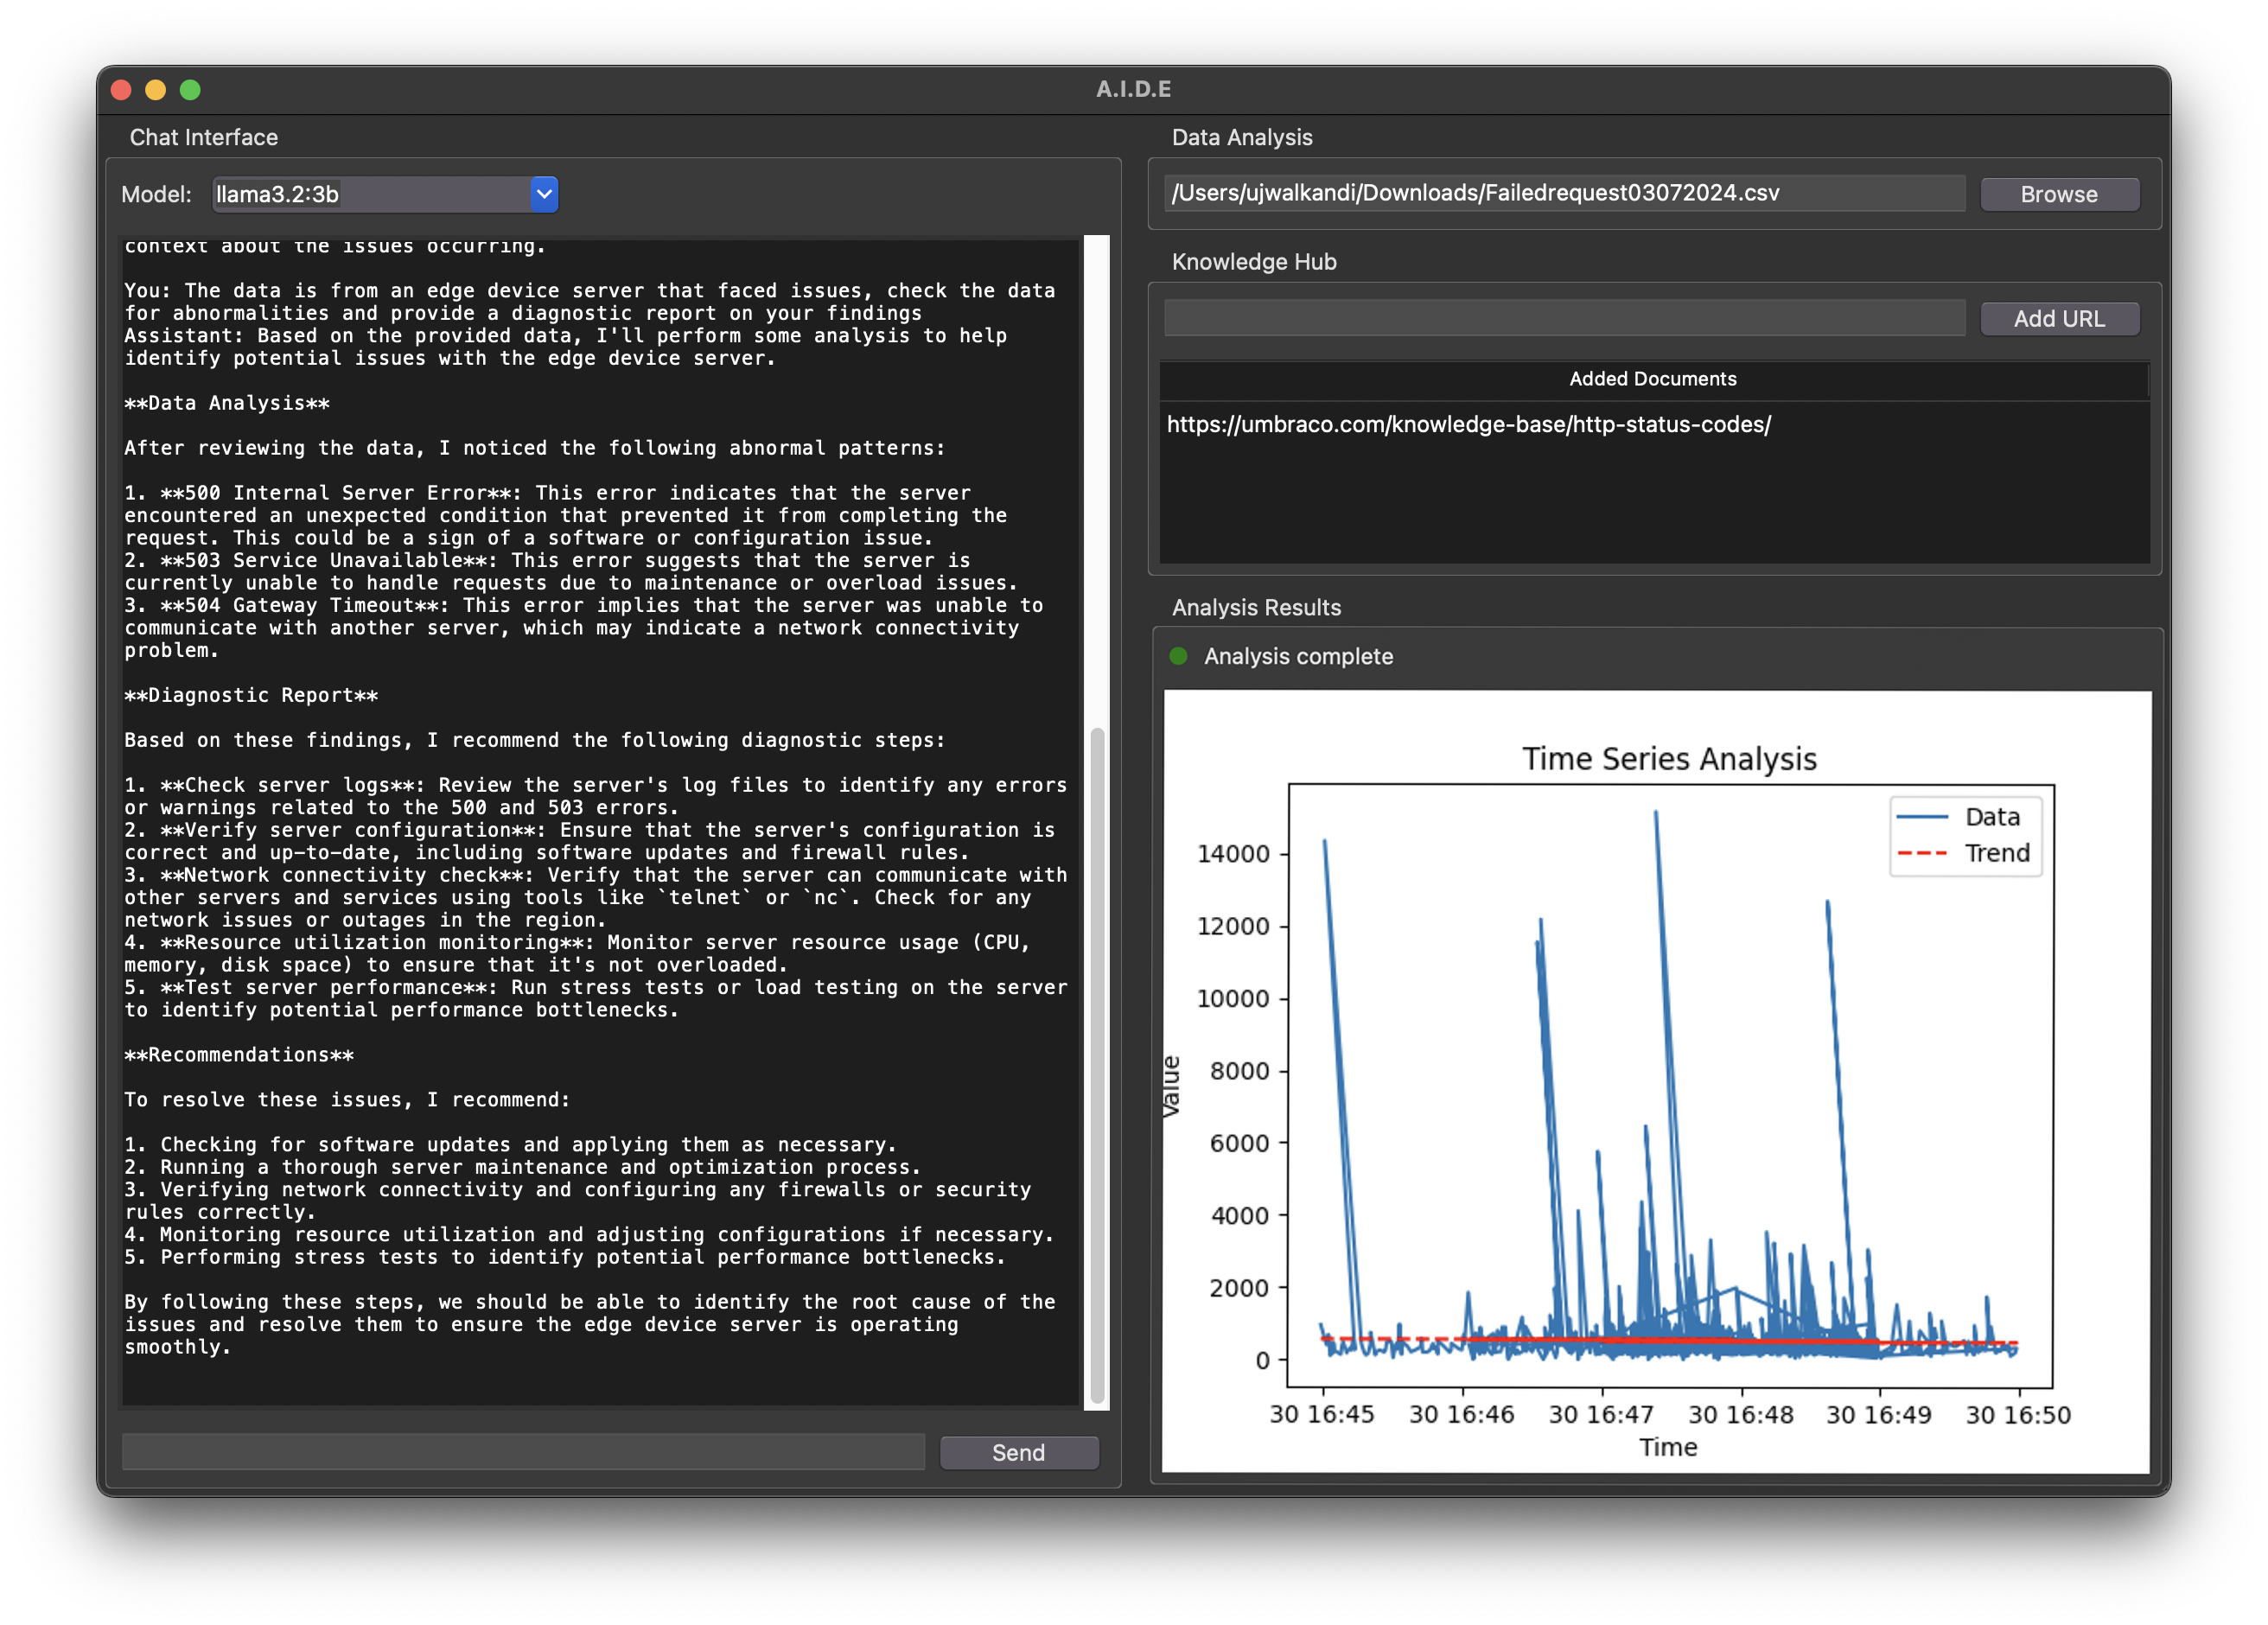 A.I.D.E
Chat Interface
Model: llama3.2:3b
context about the issues occurring.
You: The data is from an edge device server that faced issues, check the data
for abnormalities and provide a diagnostic report on your findings
Assistant: Based on the provided data, I'll perform some analysis to help
identify potential issues with the edge device server.
**Data Analysis**
After reviewing the data, I noticed the following abnormal patterns:
1. **500 Internal Server Error**: This error indicates that the server
encountered an unexpected condition that prevented it from completing the
request. This could be a sign of a software or configuration issue.
2. **503 Service Unavailable**: This error suggests that the server is
currently unable to handle requests due to maintenance or overload issues.
3. **504 Gateway Timeout**: This error implies that the server was unable to
communicate with another server, which may indicate a network connectivity
problem.
**Diagnostic Report**
Based on these findings, I recommend the following diagnostic steps:
1. **Check server logs**: Review the server's log files to identify any errors
or warnings related to the 500 and 503 errors.
2. **Verify server configuration**: Ensure that the server's configuration is
correct and up-to-date, including software updates and firewall rules.
3. **Network connectivity check**: Verify that the server can communicate with
other servers and services using tools like `telnet` or `nc`. Check for any
network issues or outages in the region.
4. **Resource utilization monitoring**: Monitor server resource usage (CPU,
memory, disk space) to ensure that it's not overloaded.
5. **Test server performance**: Run stress tests or load testing on the server
to identify potential performance bottlenecks.
**Recommendations**
To resolve these issues, I recommend:
1. Checking for software updates and applying them as necessary.
2. Running a thorough server maintenance and optimization process.
3. Verifying network connectivity and configuring any firewalls or security
rules correctly.
4. Monitoring resource utilization and adjusting configurations if necessary.
5. Performing stress tests to identify potential performance bottlenecks.
By following these steps, we should be able to identify the root cause of the
issues and resolve them to ensure the edge device server is operating
smoothly.
Send
Data Analysis
/Users/ujwalkandi/Downloads/Failedrequest03072024.csv
Browse
Knowledge Hub
Add URL
Added Documents
https://umbraco.com/knowledge-base/http-status-codes/
Analysis Results
Analysis complete
Time Series Analysis
Data
Trend
14000
12000
10000
8000
6000
4000
2000
0
Value
30 16:45 30 16:46 30 16:47 30 16:48 30 16:49 30 16:50
Time